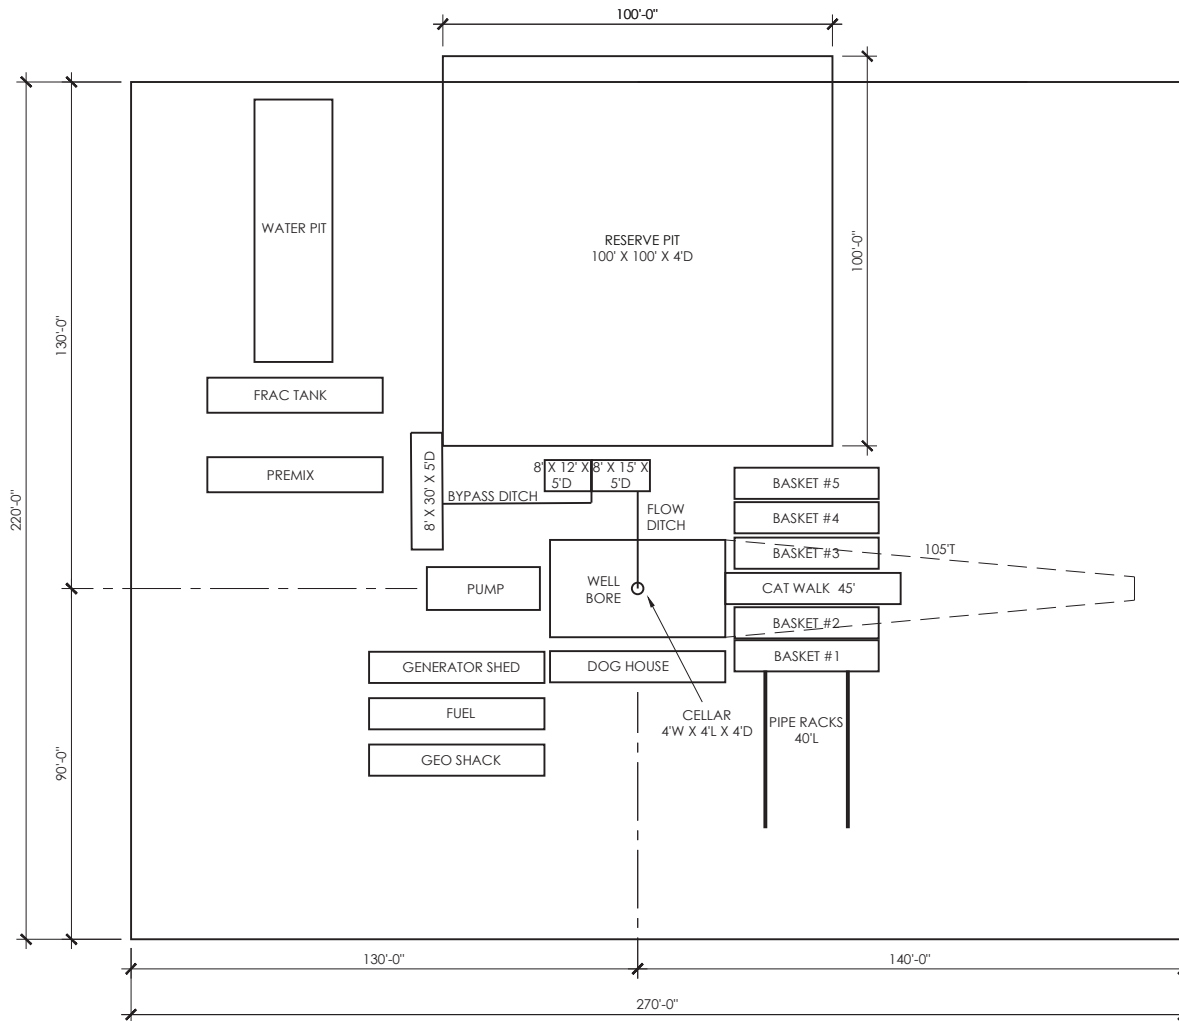 100'-0"
WATER PIT
RESERVE PIT
100' X 100' X 4'D
100'-0"
130'-0"
FRAC TANK
PREMIX
8' X 30' X 5'D
BYPASS DITCH
8' X 12' X
5'D
8' X 15' X
5'D
FLOW
DITCH
BASKET #5
BASKET #4
BASKET #3
105'T
220'-0"
PUMP
WELL
BORE
CAT WALK 45'
BASKET #2
BASKET #1
GENERATOR SHED
DOG HOUSE
FUEL
CELLAR
4'W X 4'L X 4'D
PIPE RACKS
40'L
GEO SHACK
90'-0"
130'-0"
140'-0"
270'-0"